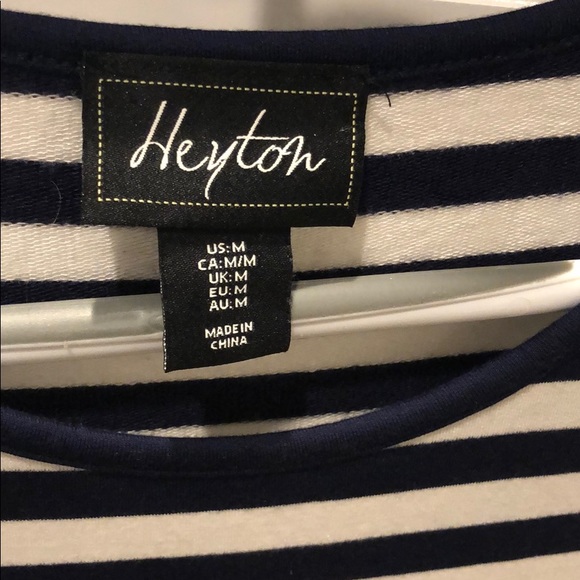 Heyton
US: M
CA: M/M
UK: M
EU: M
AU: M
MADE IN
CHINA